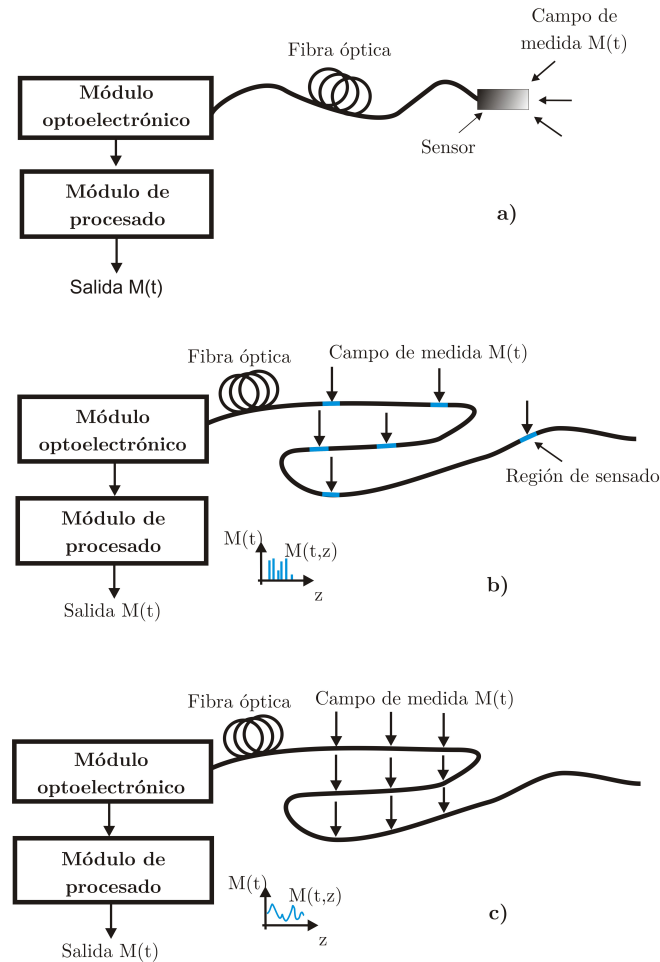 Campo de
medida M(t)
Fibra óptica
Módulo
optoelectrónico
Sensor
Módulo de
procesado
a)
Salida M(t)
Fibra óptica
Campo de medida M(t)
Módulo
optoelectrónico
Región de sensado
Módulo de
procesado
M(t)
M(t,z)
z
b)
Salida M(t)
Fibra óptica
Campo de medida M(t)
Módulo
optoelectrónico
Módulo de
procesado
M(t)
M(t,z)
z
c)
Salida M(t)